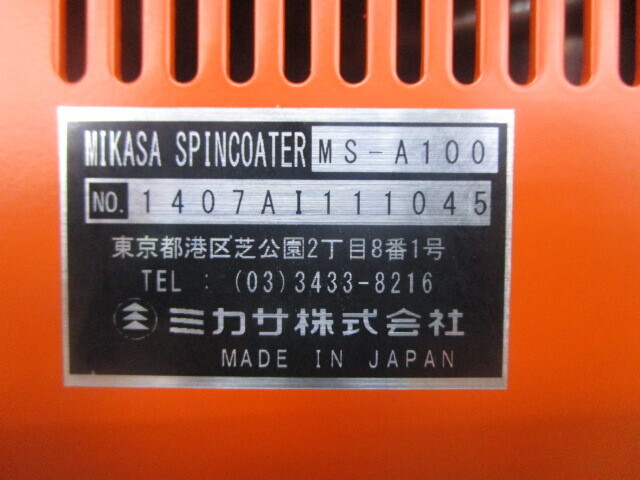 MIKASA SPINCOATER MS-A100
NO. 1407AI111045
東京都港区芝公園2丁目8番1号
TEL : (03)3433-8216
ミカサ株式会社
MADE IN JAPAN